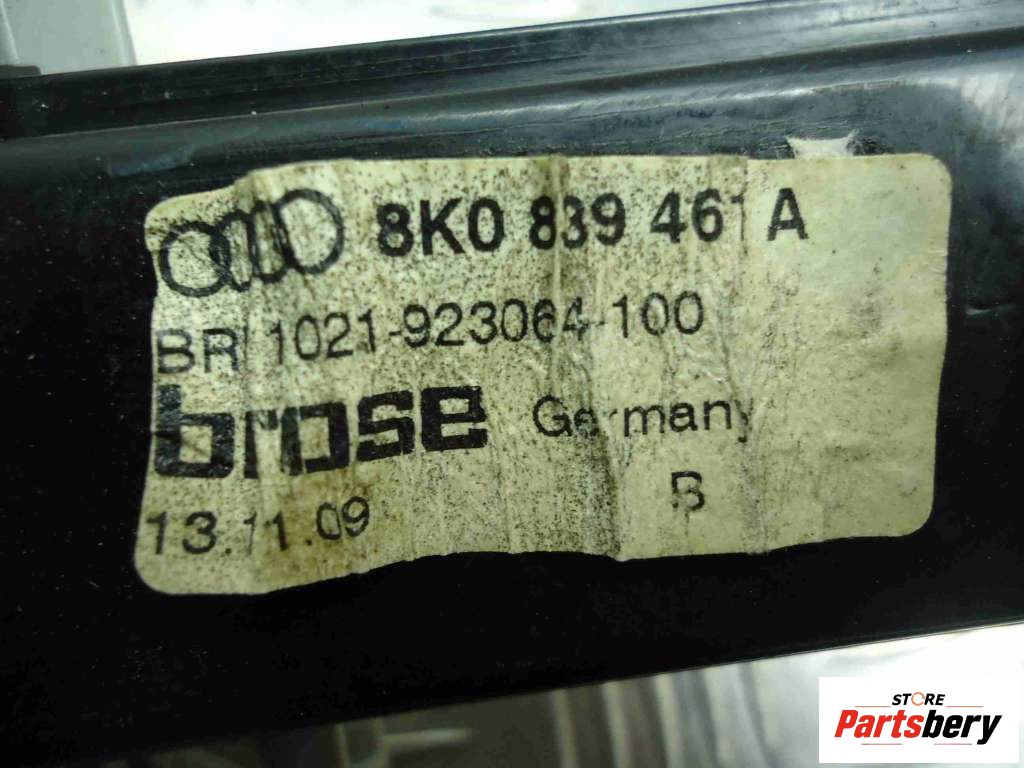 8K0 839 461 A
BR 1021-923064-100
brose Germany
13.11.09 B
STORE
Partsbery